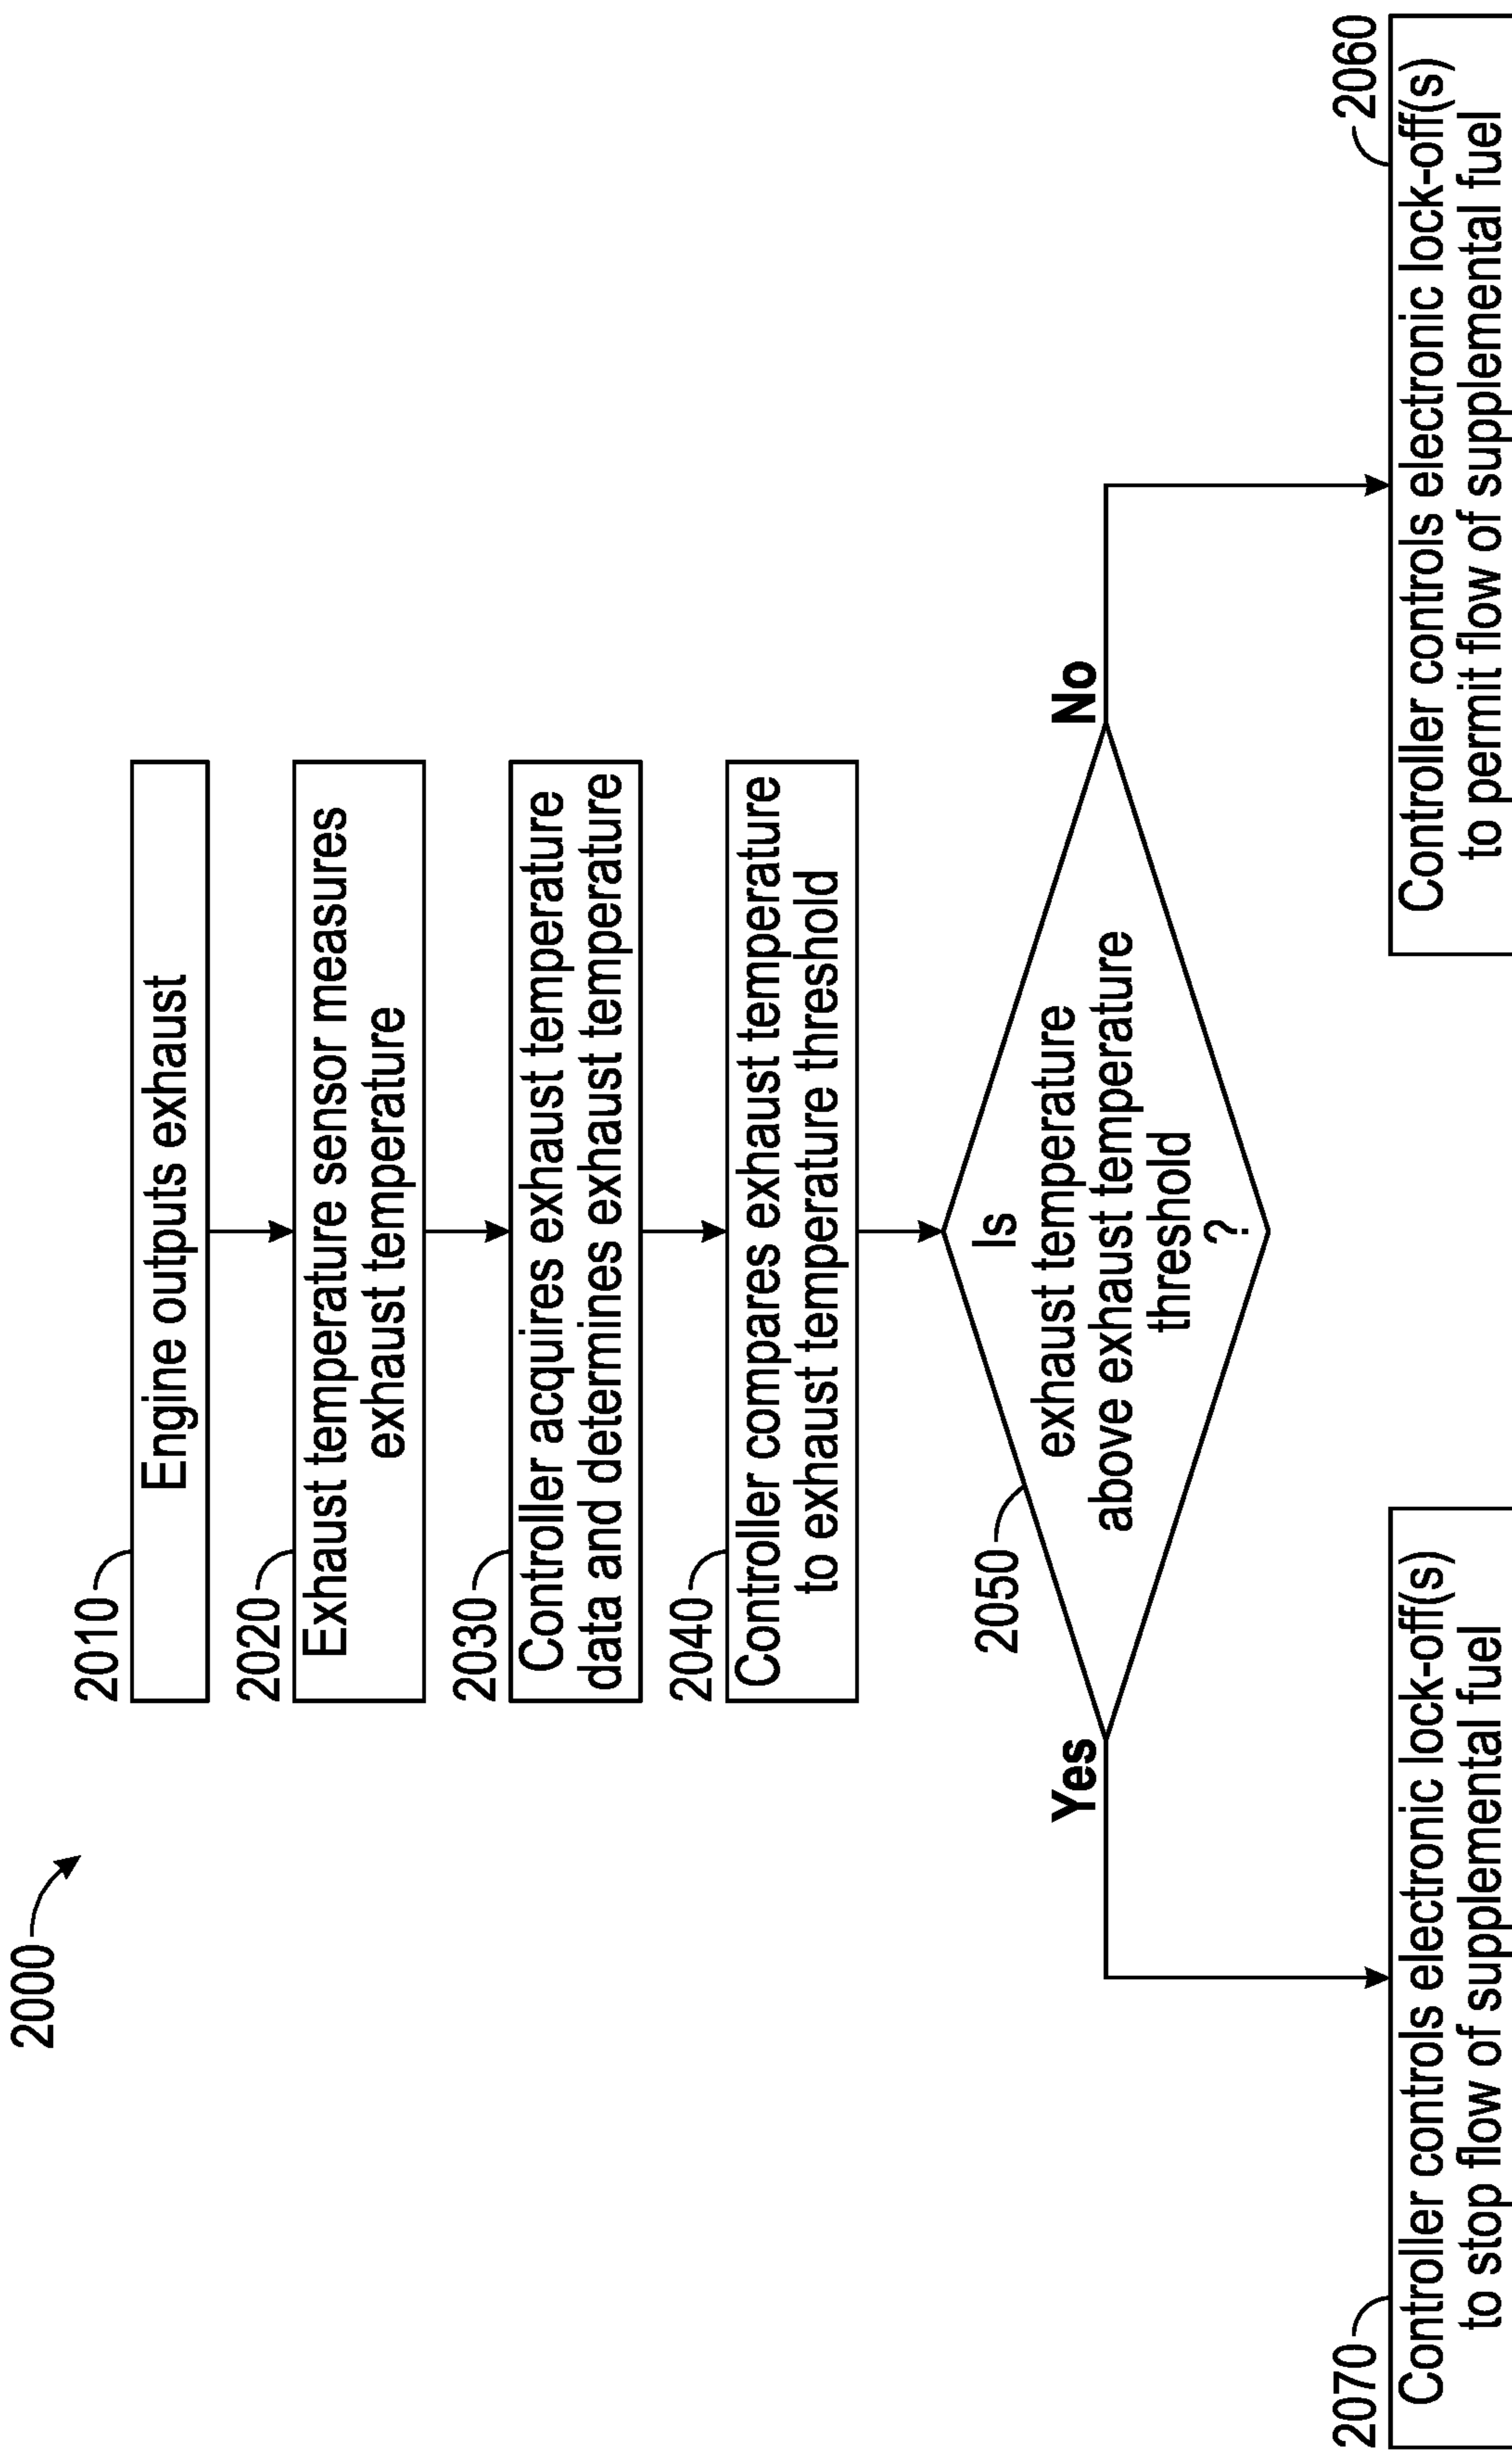 2000
2010
Engine outputs exhaust
2020
Exhaust temperature sensor measures
exhaust temperature
2030
Controller acquires exhaust temperature
data and determines exhaust temperature
2040
Controller compares exhaust temperature
to exhaust temperature threshold
2050
Is
exhaust temperature
above exhaust temperature
threshold
?
Yes
No
2070
Controller controls electronic lock-off(s)
to stop flow of supplemental fuel
2060
Controller controls electronic lock-off(s)
to permit flow of supplemental fuel